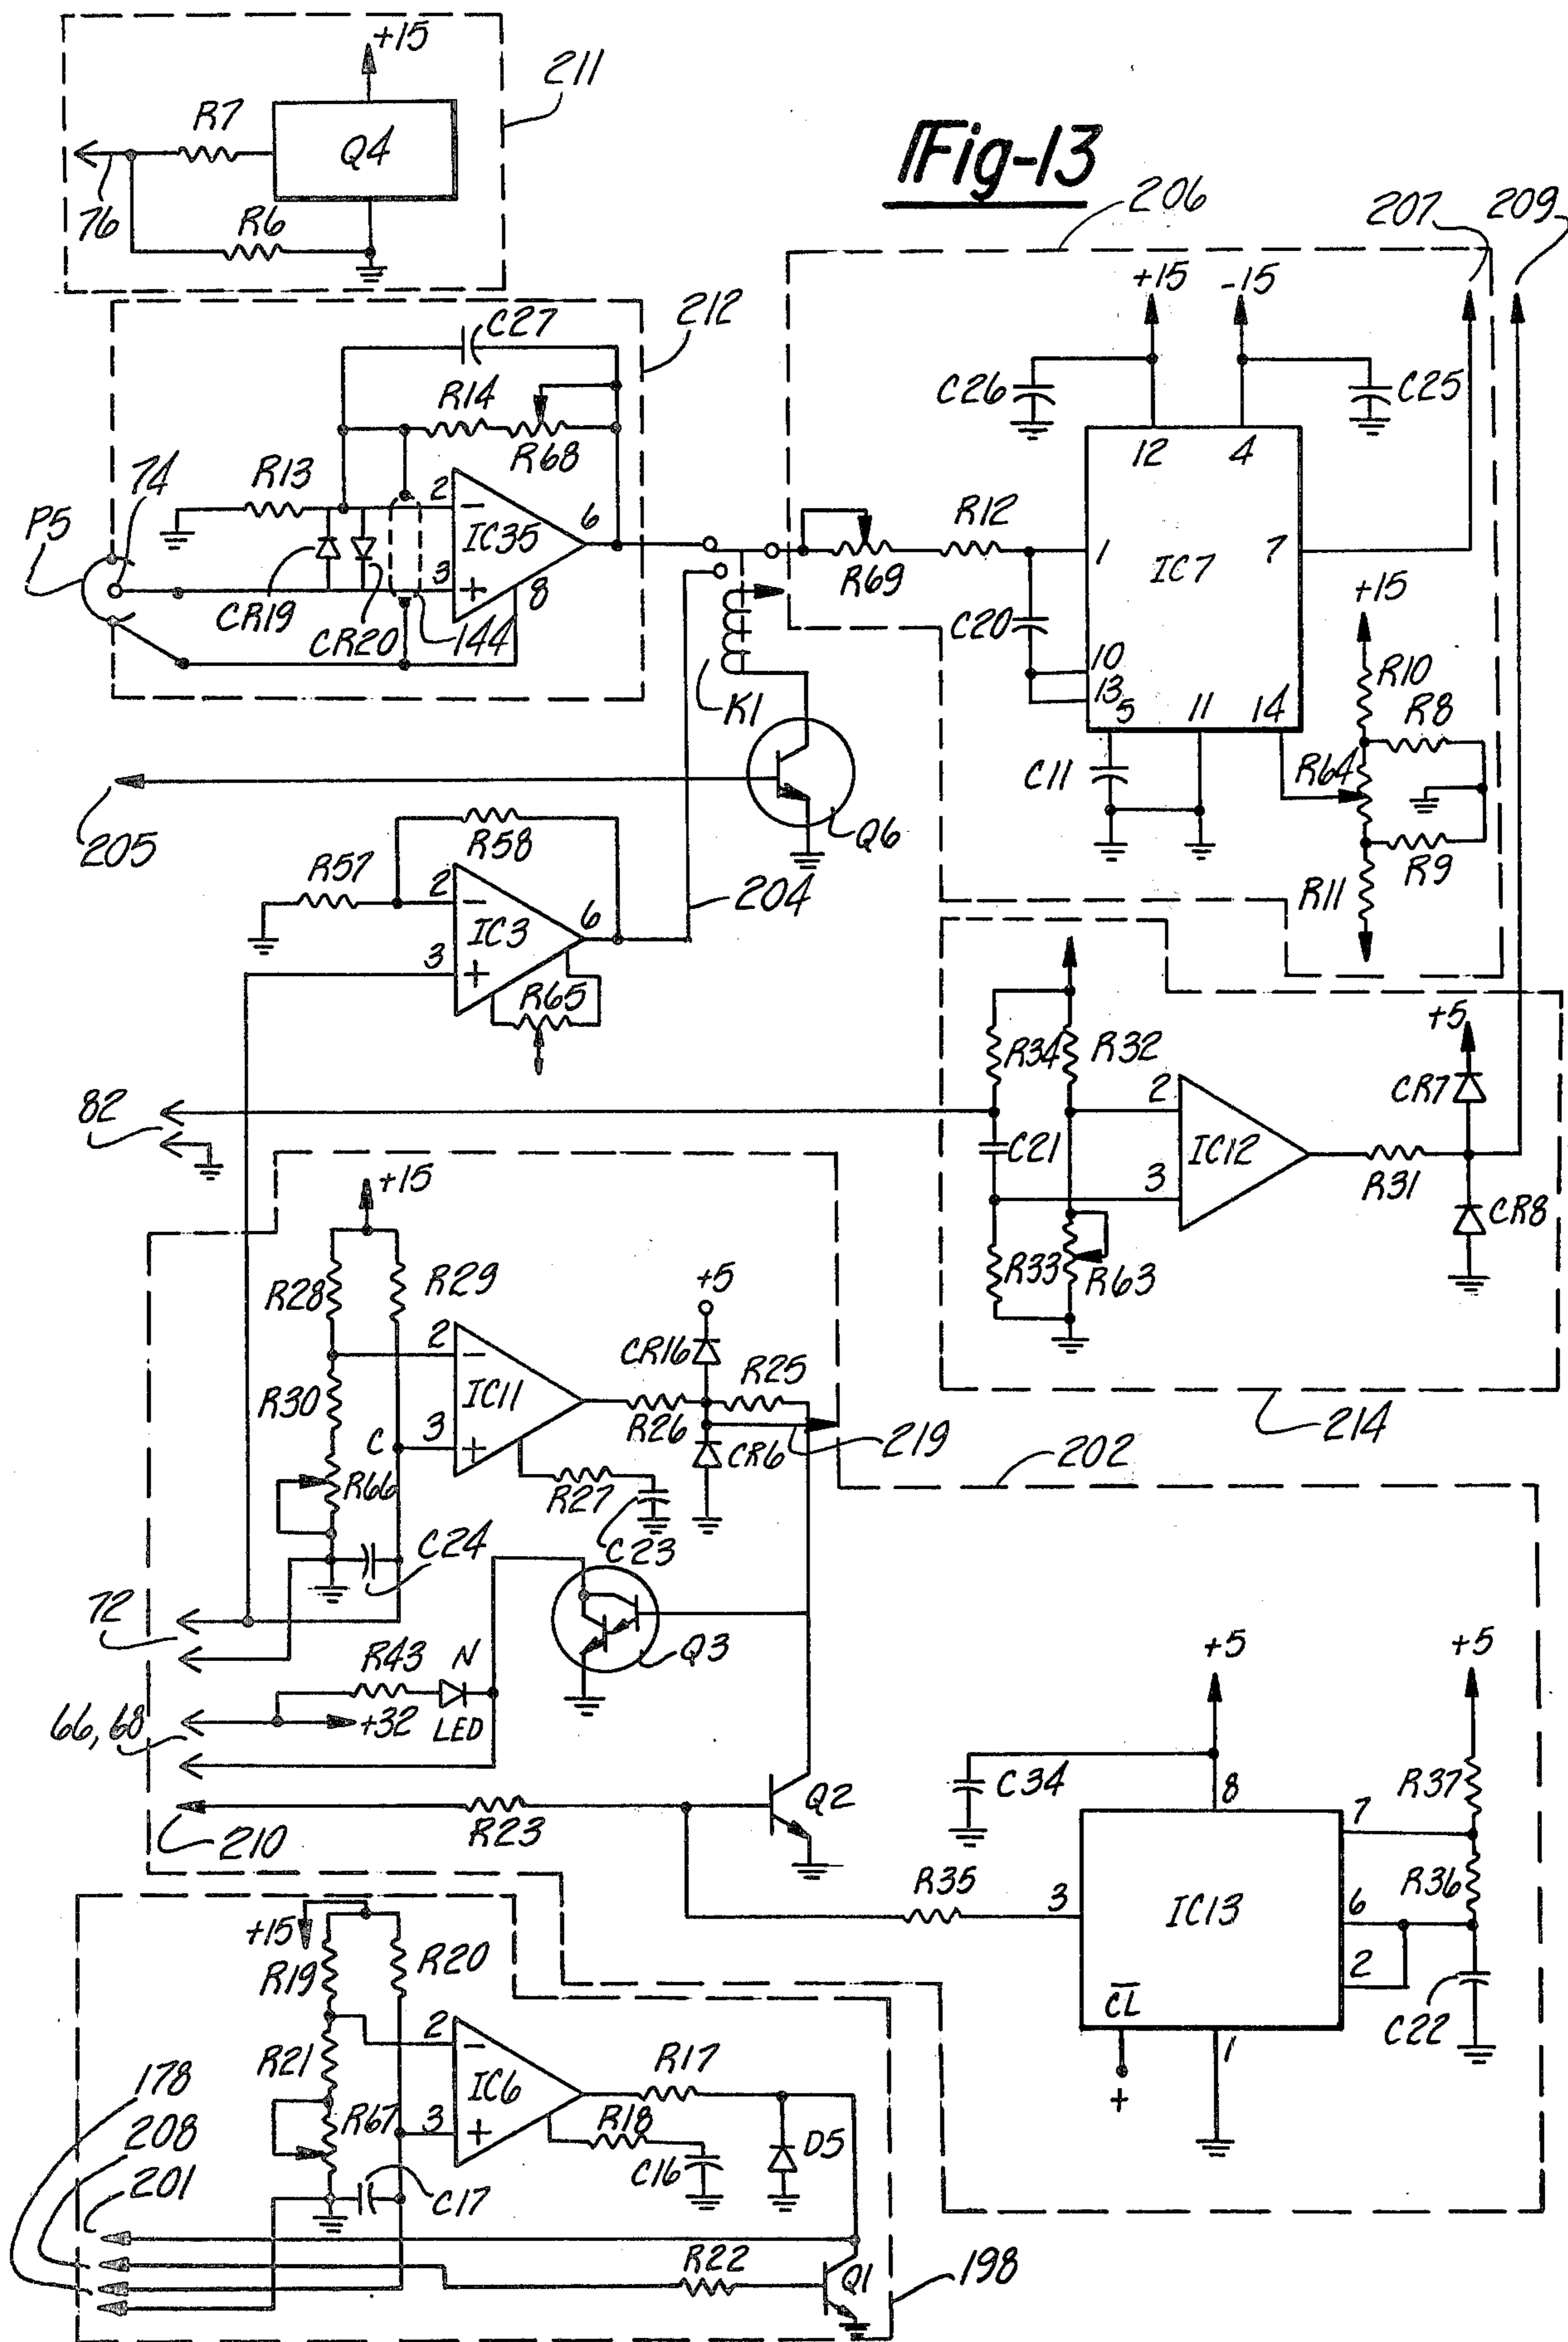 +15
211
R7
Q4
76
R6
Fig-13
206
207
209
+15
-15
C27
212
C26
C25
R14
R68
12
4
R13
74
2
-
6
P5
IC35
R12
1
IC7
7
R69
+15
3
+
8
CR19
CR20
144
C20
R10
10
13
5
11
14
R8
K1
C11
R64
205
R58
Q6
R9
R57
2
-
204
R11
IC3
6
3
+
R65
+5
R34
R32
82
2
CR7
C21
IC12
3
R31
CR8
+15
R33
R63
R28
R29
+5
2
-
CR16
R25
R30
IC11
C
3
+
R26
CR6
219
214
202
R66
R27
C24
C23
72
Q3
R43
N
+5
+5
66, 68
+32
LED
C34
8
R37
Q2
7
210
R23
R35
3
IC13
R36
6
+15
2
R19
R20
CL
C22
2
-
1
R21
R17
+
178
IC6
208
R67
3
+
R18
D5
201
C16
C17
R22
Q1
198